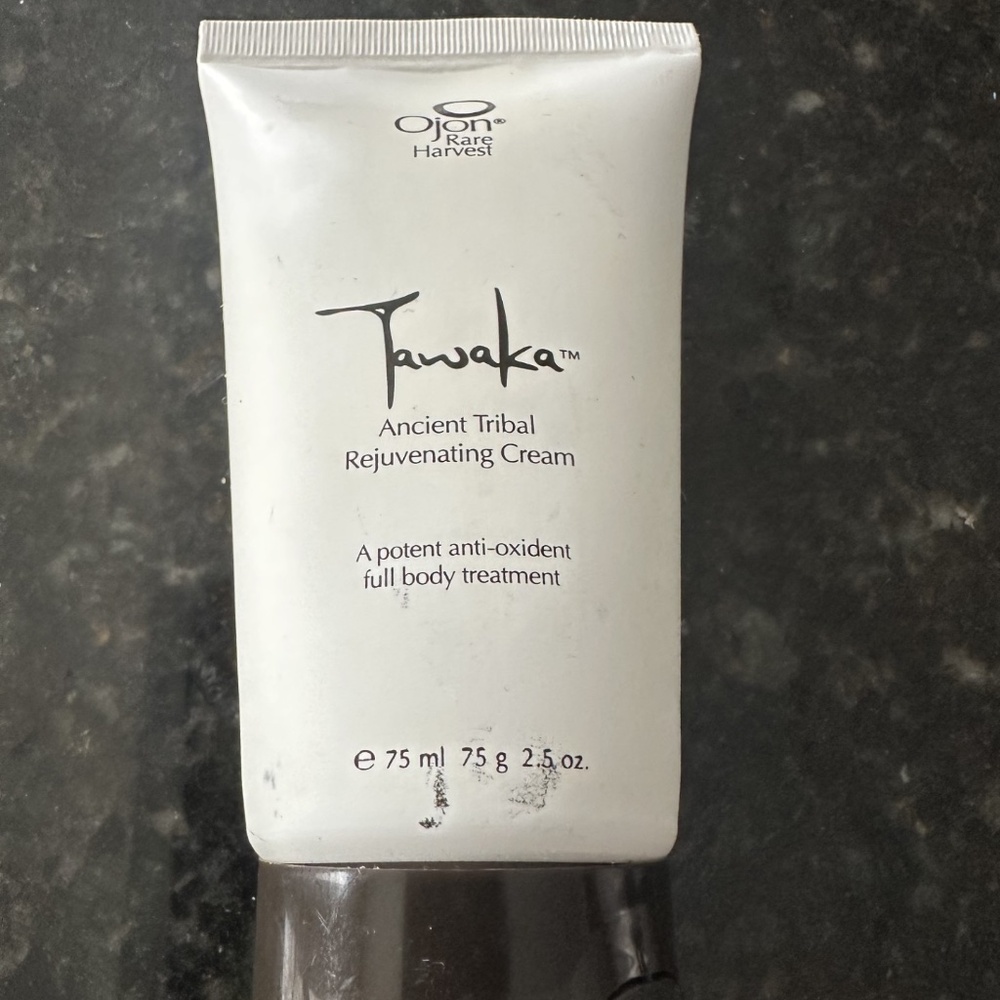 Ojon®
Rare
Harvest
Tawaka™
Ancient Tribal
Rejuvenating Cream
A potent anti-oxident
full body treatment
℮ 75 ml 75 g 2.5 oz.